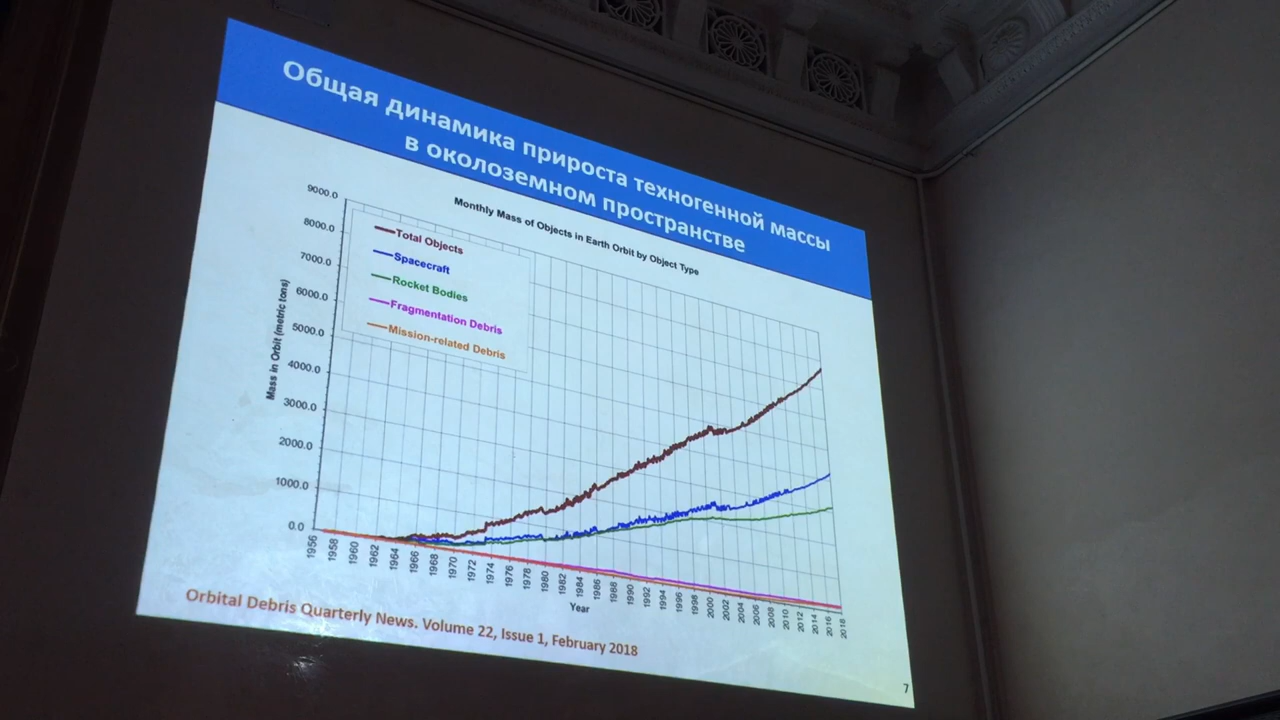 Общая динамика прироста техногенной массы
в околоземном пространстве
Monthly Mass of Objects in Earth Orbit by Object Type
Total Objects
Spacecraft
Rocket Bodies
Fragmentation Debris
Mission-related Debris
Mass in Orbit (metric tons)
9000.0
8000.0
7000.0
6000.0
5000.0
4000.0
3000.0
2000.0
1000.0
0.0
1956 1958 1960 1962 1964 1966 1968 1970 1972 1974 1976 1978 1980 1982 1984 1986 1988 1990 1992 1994 1996 1998 2000 2002 2004 2006 2008 2010 2012 2014 2016 2018
Year
Orbital Debris Quarterly News. Volume 22, Issue 1, February 2018
7